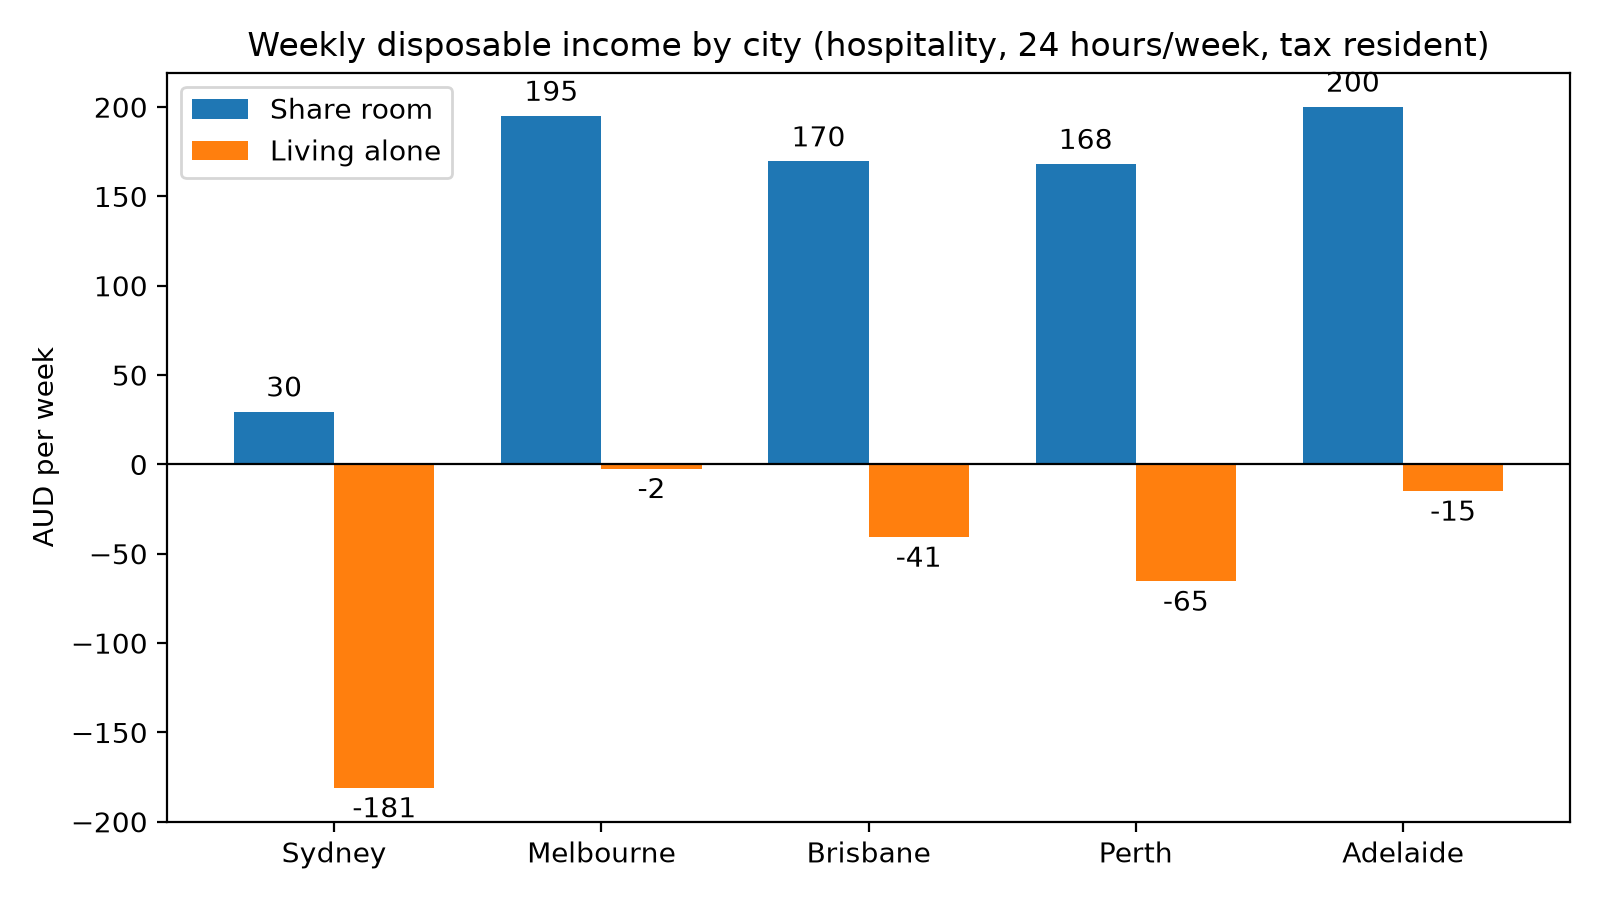 Weekly disposable income by city (hospitality, 24 hours/week, tax resident)
Share room
Living alone
AUD per week
200
150
100
50
0
−50
−100
−150
−200
30
195
170
168
200
-181
-2
-41
-65
-15
Sydney
Melbourne
Brisbane
Perth
Adelaide